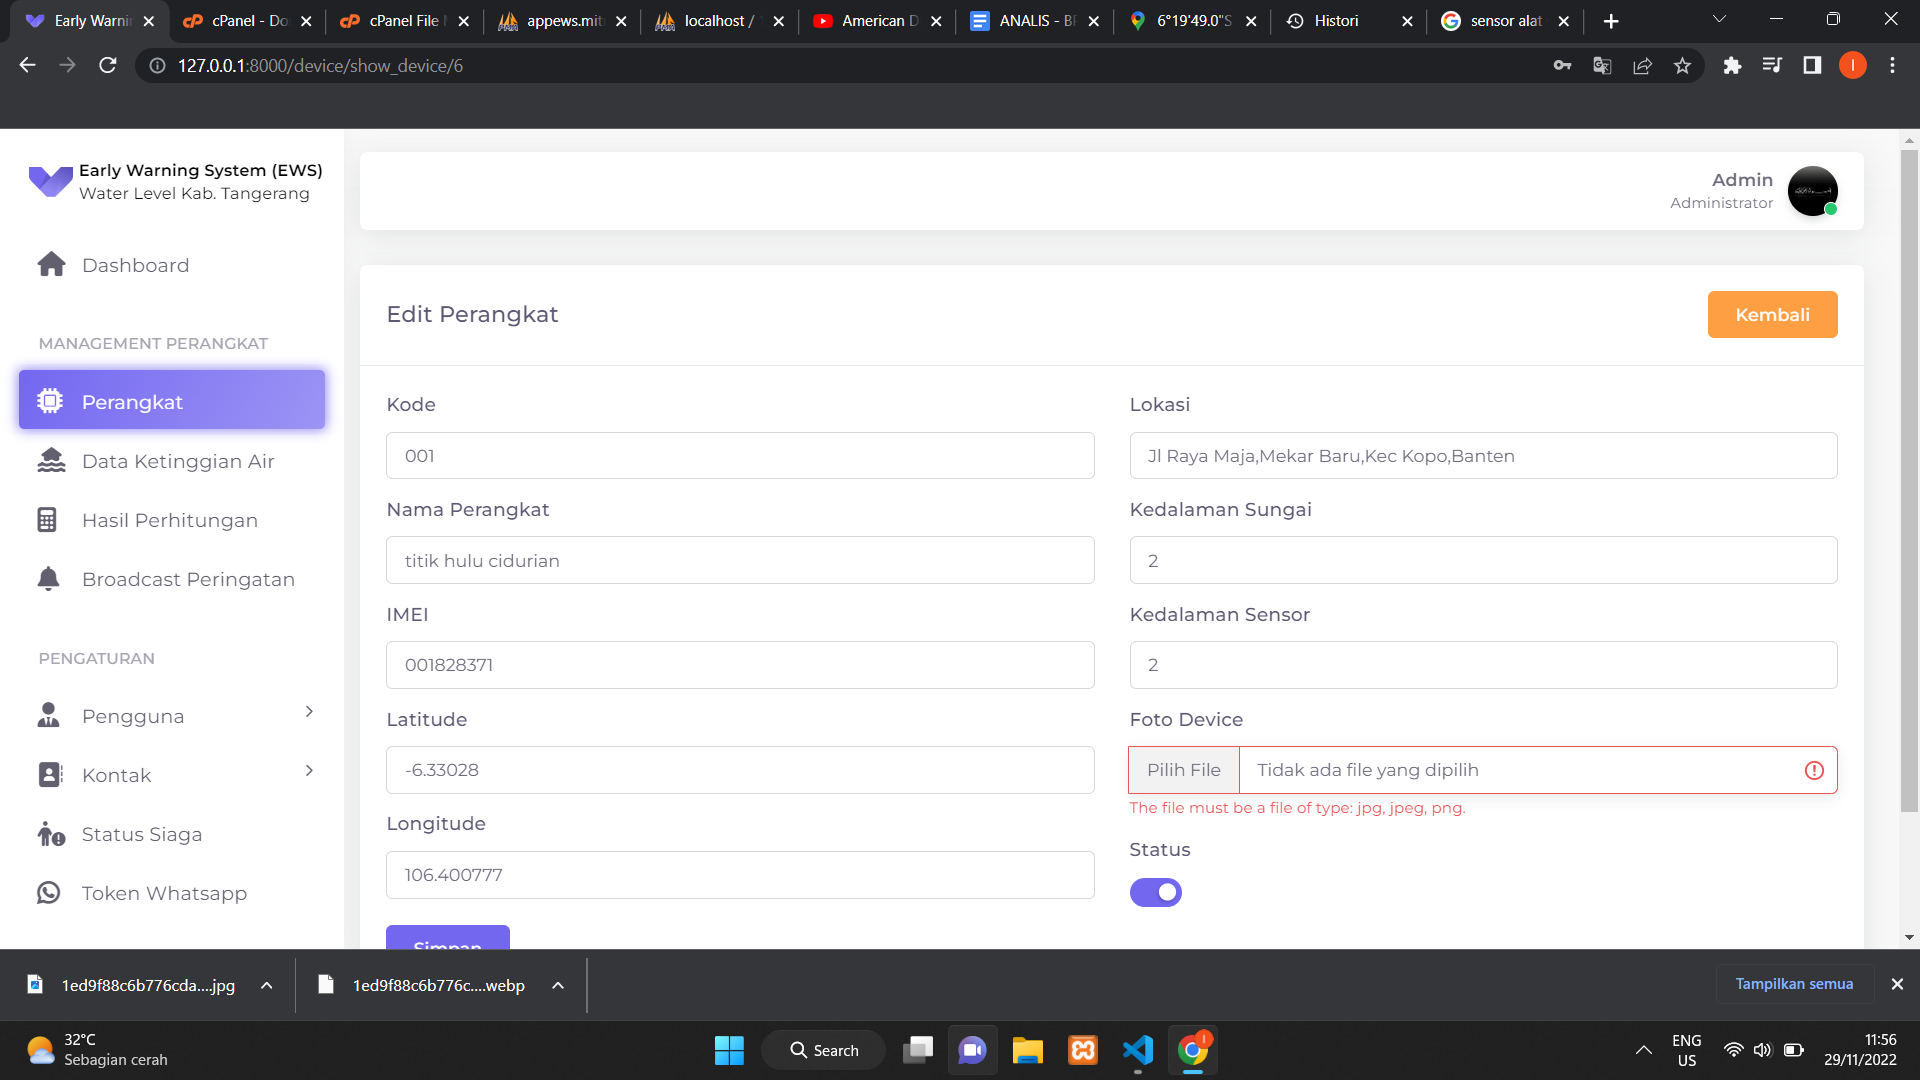 Early Warni
cPanel - Do
cPanel File M
appews.mit
localhost / 1
American D
ANALIS - BP
6°19'49.0"S
Histori
sensor alat
127.0.0.1:8000/device/show_device/6
I
Early Warning System (EWS)
Water Level Kab. Tangerang
Admin
Administrator
Dashboard
MANAGEMENT PERANGKAT
Perangkat
Data Ketinggian Air
Hasil Perhitungan
Broadcast Peringatan
PENGATURAN
Pengguna
Kontak
Status Siaga
Token Whatsapp
Edit Perangkat
Kembali
Kode
001
Nama Perangkat
titik hulu cidurian
IMEI
001828371
Latitude
-6.33028
Longitude
106.400777
Simpan
Lokasi
Jl Raya Maja,Mekar Baru,Kec Kopo,Banten
Kedalaman Sungai
2
Kedalaman Sensor
2
Foto Device
Pilih File
Tidak ada file yang dipilih
The file must be a file of type: jpg, jpeg, png.
Status
1ed9f88c6b776cda....jpg
1ed9f88c6b776c....webp
Tampilkan semua
32°C
Sebagian cerah
Search
ENG
US
11:56
29/11/2022